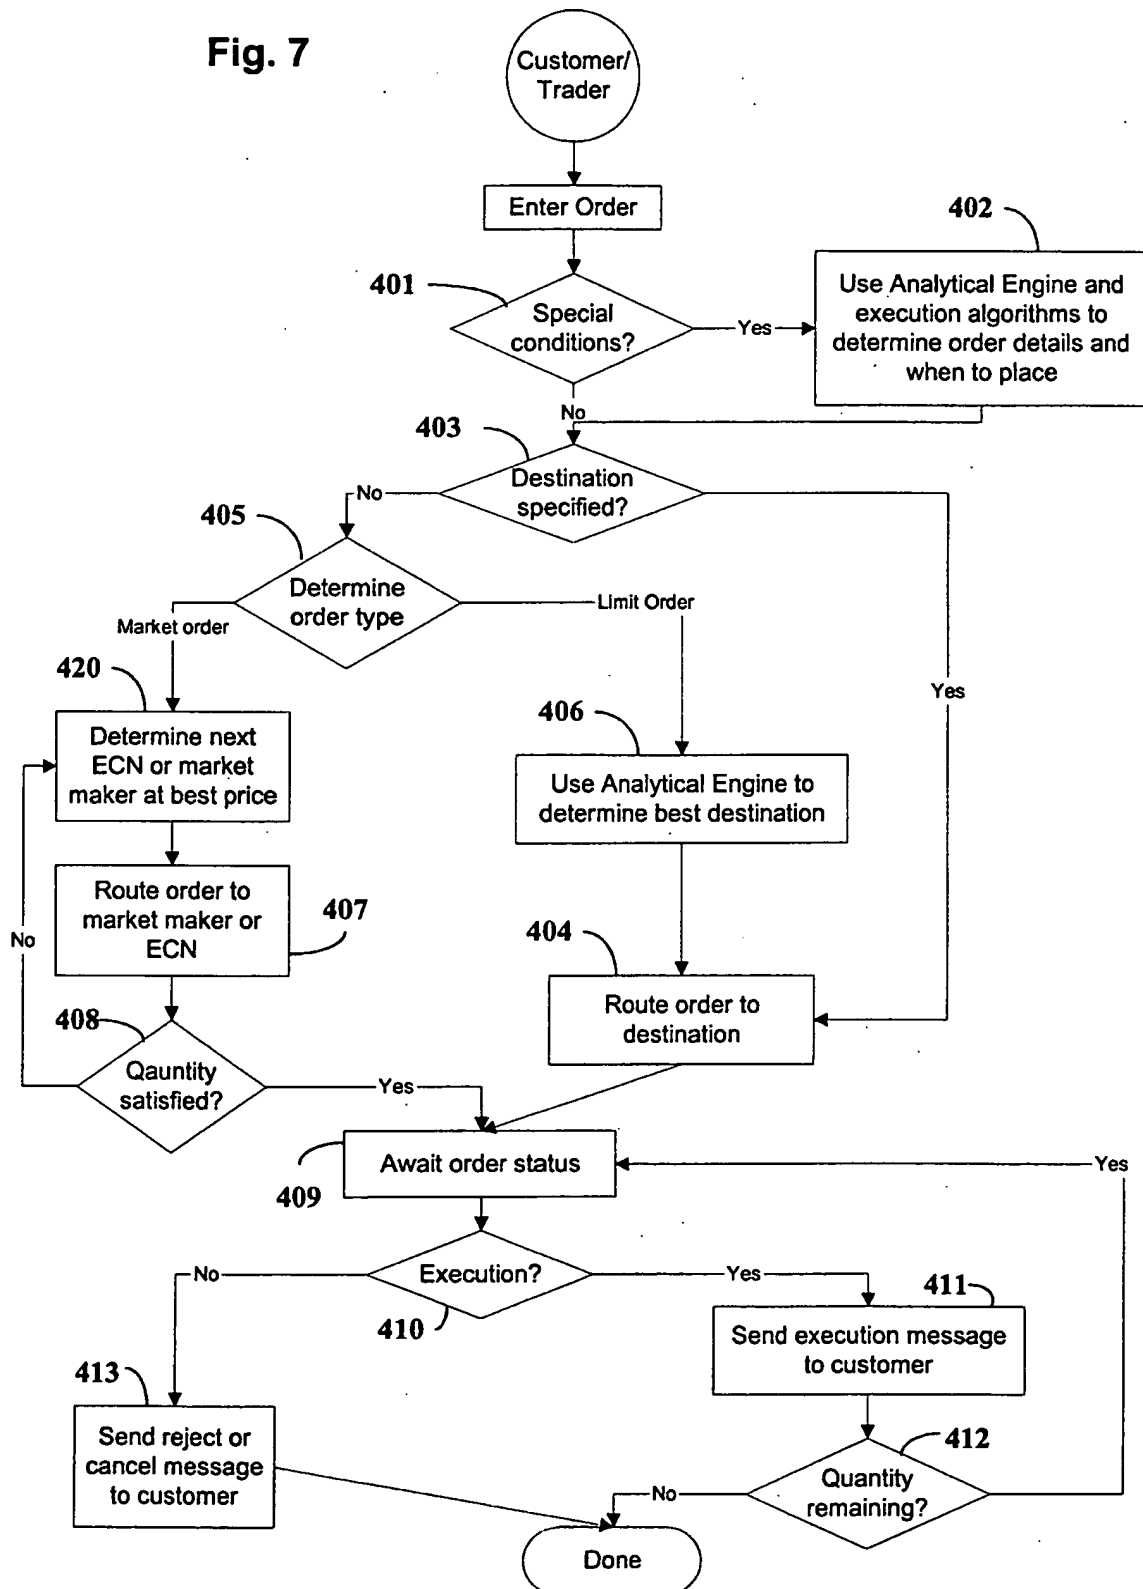 Fig. 7
Customer/
Trader
Enter Order
401
Special
conditions?
Yes
402
Use Analytical Engine and
execution algorithms to
determine order details and
when to place
No
403
Destination
specified?
No
Yes
405
Determine
order type
Market order
Limit Order
420
Determine next
ECN or market
maker at best price
406
Use Analytical Engine to
determine best destination
Route order to
market maker or
ECN
407
No
404
Route order to
destination
408
Qauntity
satisfied?
Yes
Await order status
409
Yes
Execution?
410
No
Yes
411
Send execution message
to customer
413
Send reject or
cancel message
to customer
412
Quantity
remaining?
No
Done